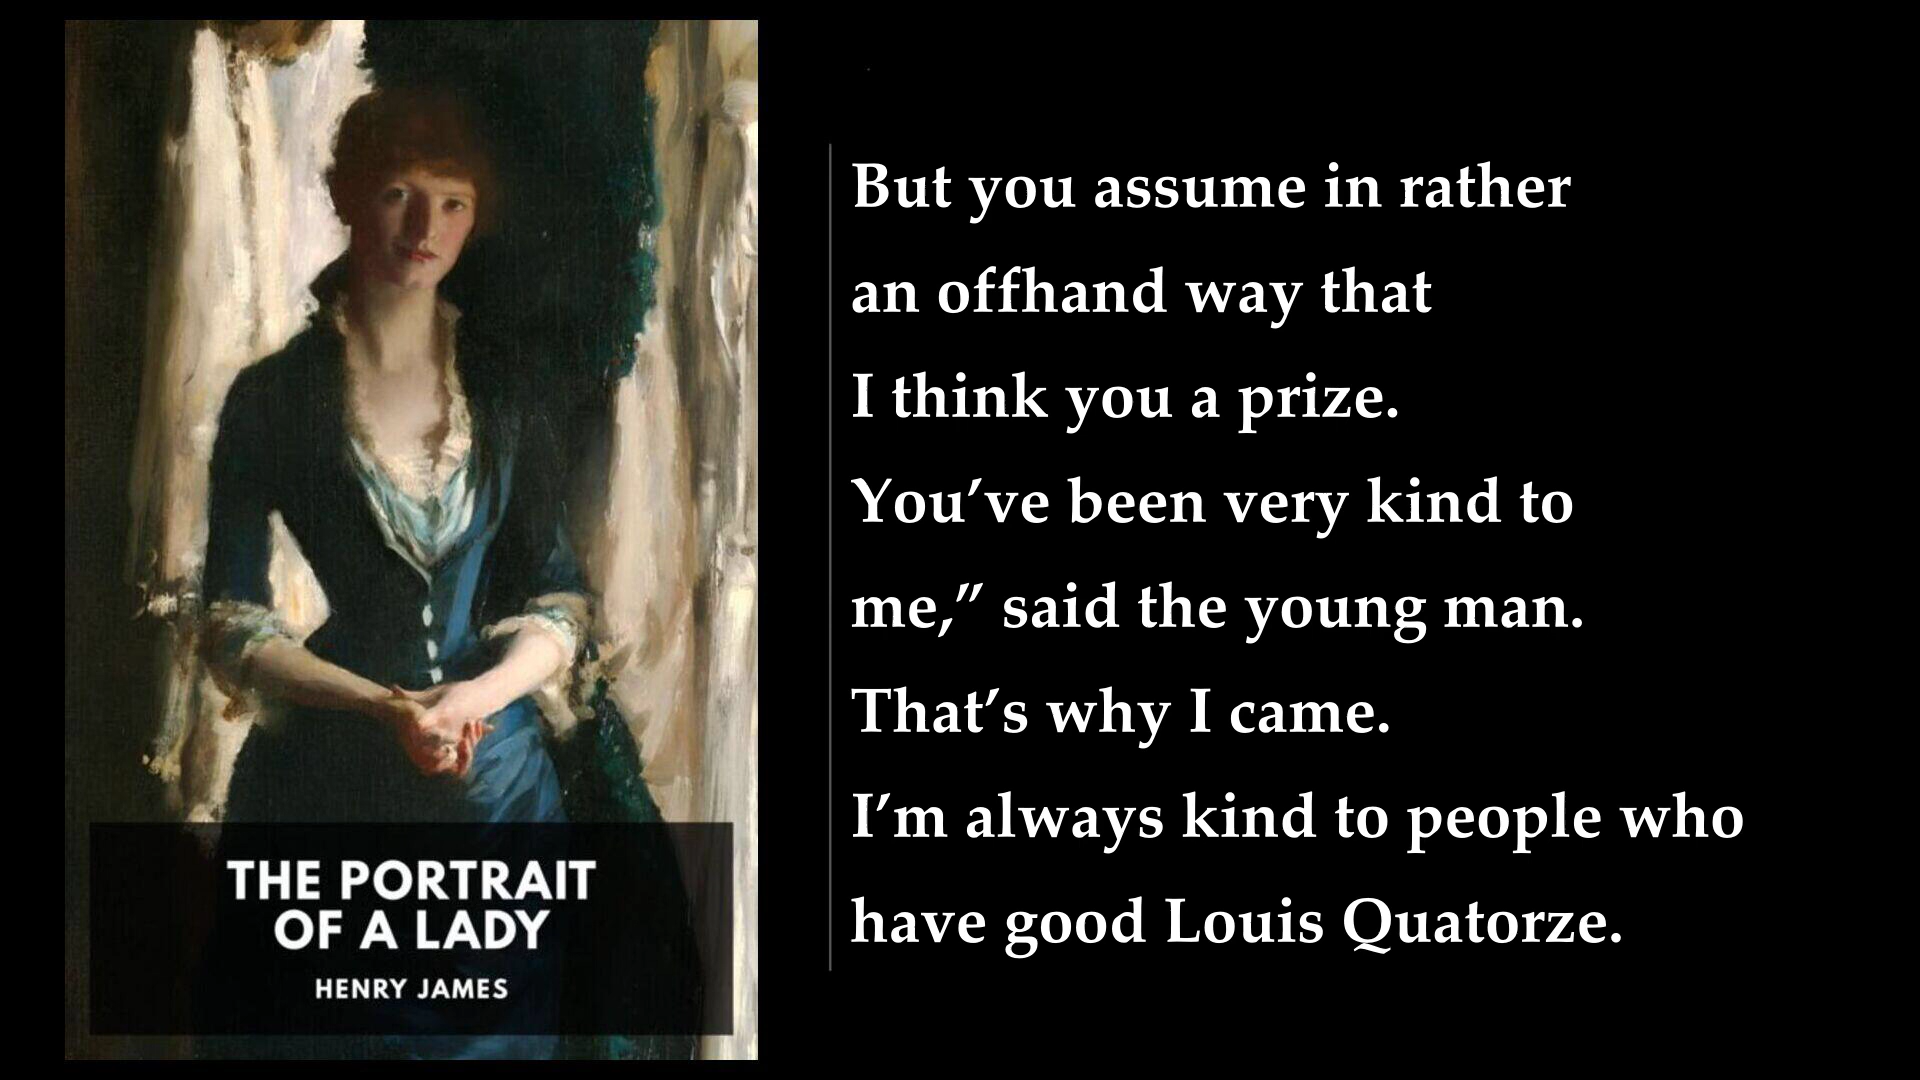 But you assume in rather
an offhand way that
I think you a prize.
You’ve been very kind to
me,” said the young man.
That’s why I came.
I’m always kind to people who
have good Louis Quatorze.
THE PORTRAIT
OF A LADY
HENRY JAMES